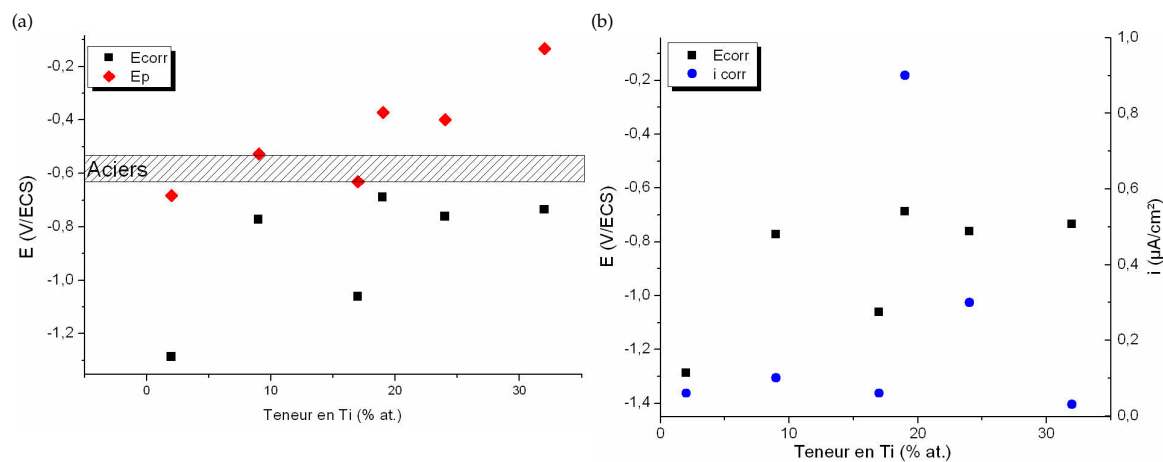 (a)
Ecorr
Ep
-0,2
-0,4
-0,6
-0,8
-1,0
-1,2
E (V/ECS)
Aciers
0
10
20
30
Teneur en Ti (% at.)
(b)
Ecorr
i corr
-0,2
-0,4
-0,6
-0,8
-1,0
-1,2
-1,4
E (V/ECS)
1,0
0,8
0,6
0,4
0,2
0,0
i (µA/cm²)
0
10
20
30
Teneur en Ti (% at.)